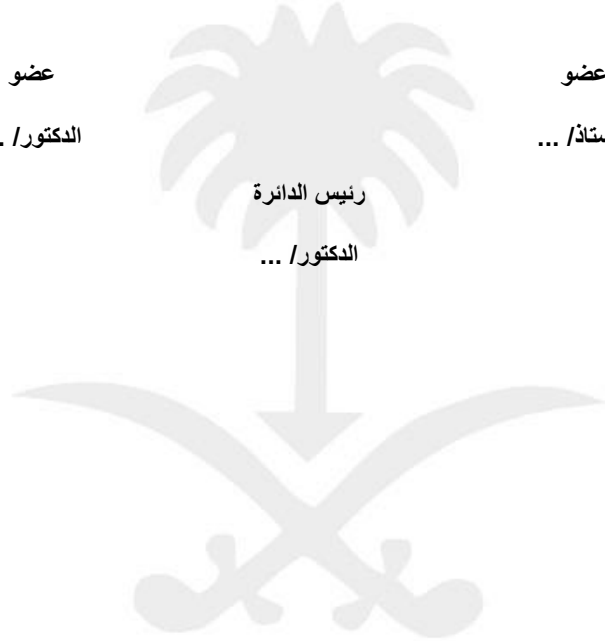 عضو عضو
ستاذ/ ... الدكتور/ .
رئيس الدائرة
الدكتور/ ...